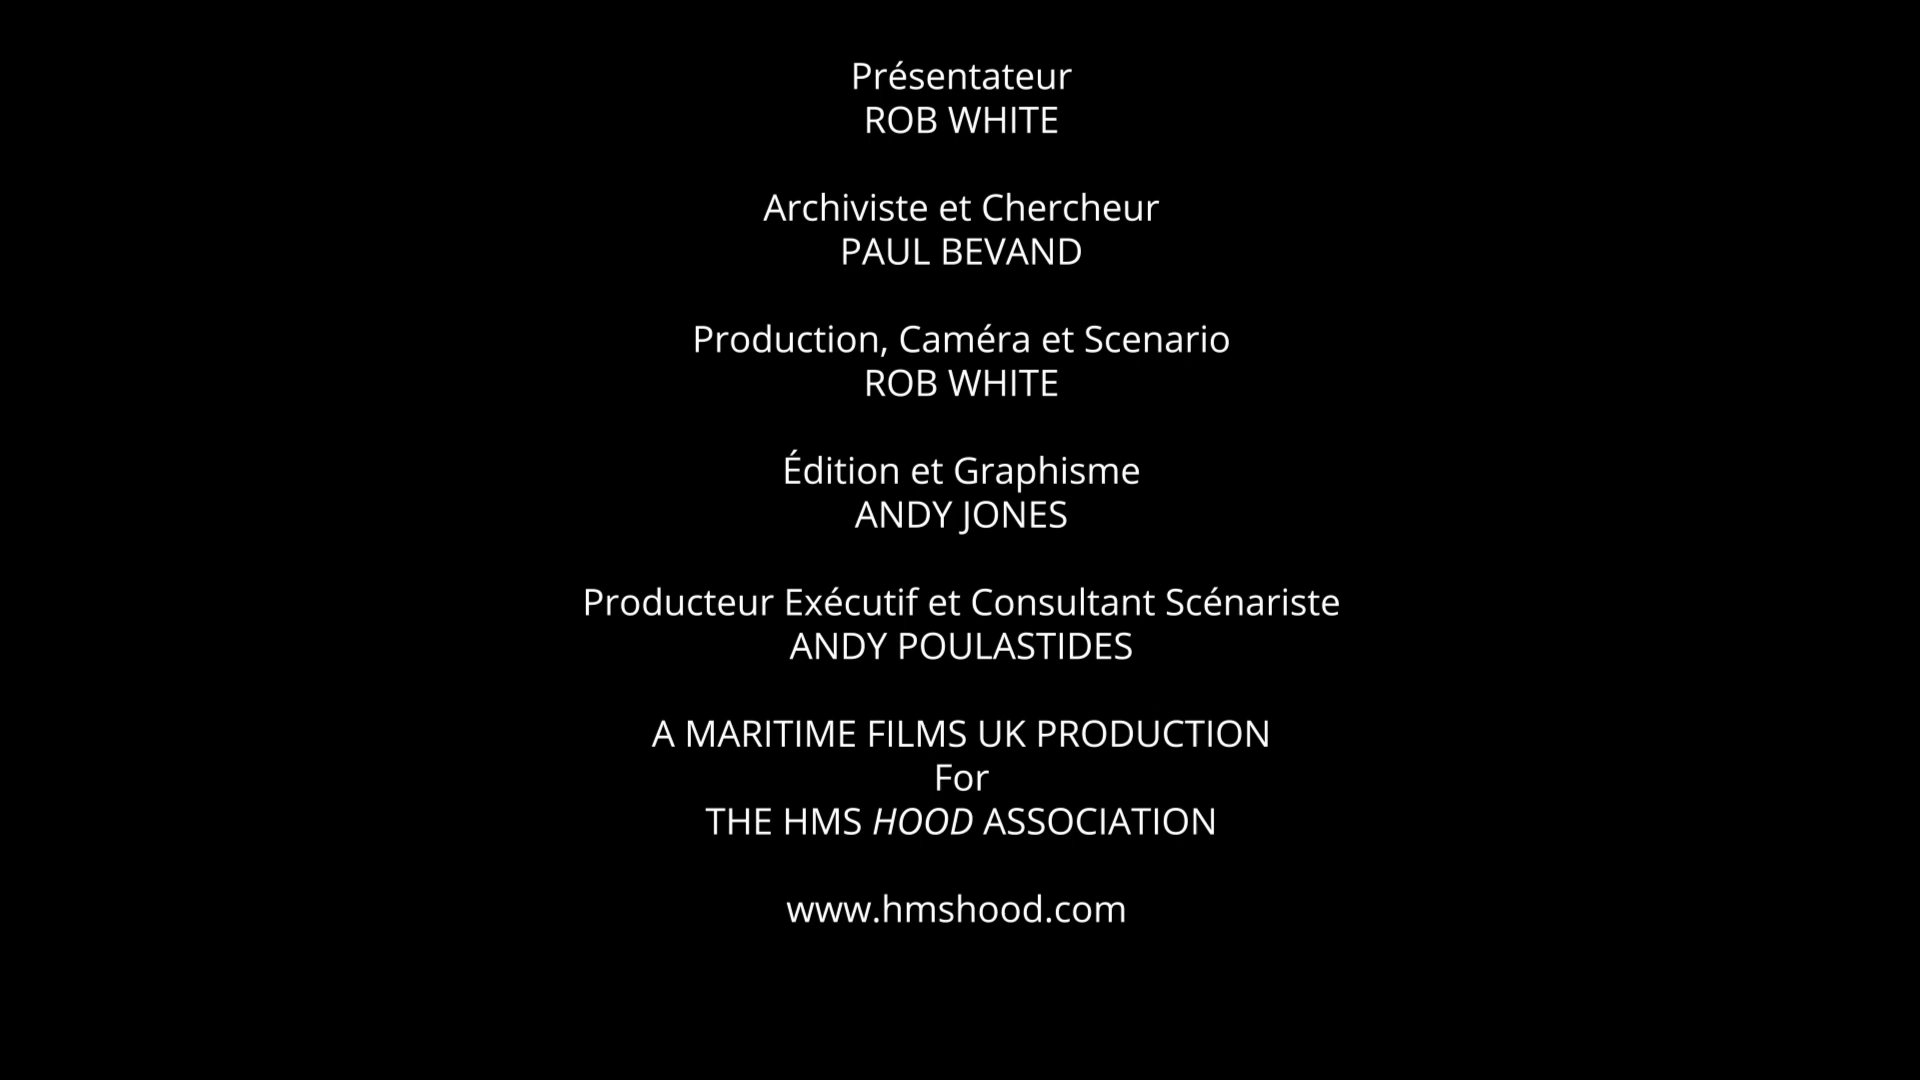 Présentateur
ROB WHITE
Archiviste et Chercheur
PAUL BEVAND
Production, Caméra et Scenario
ROB WHITE
Édition et Graphisme
ANDY JONES
Producteur Exécutif et Consultant Scénariste
ANDY POULASTIDES
A MARITIME FILMS UK PRODUCTION
For
THE HMS HOOD ASSOCIATION
www.hmshood.com